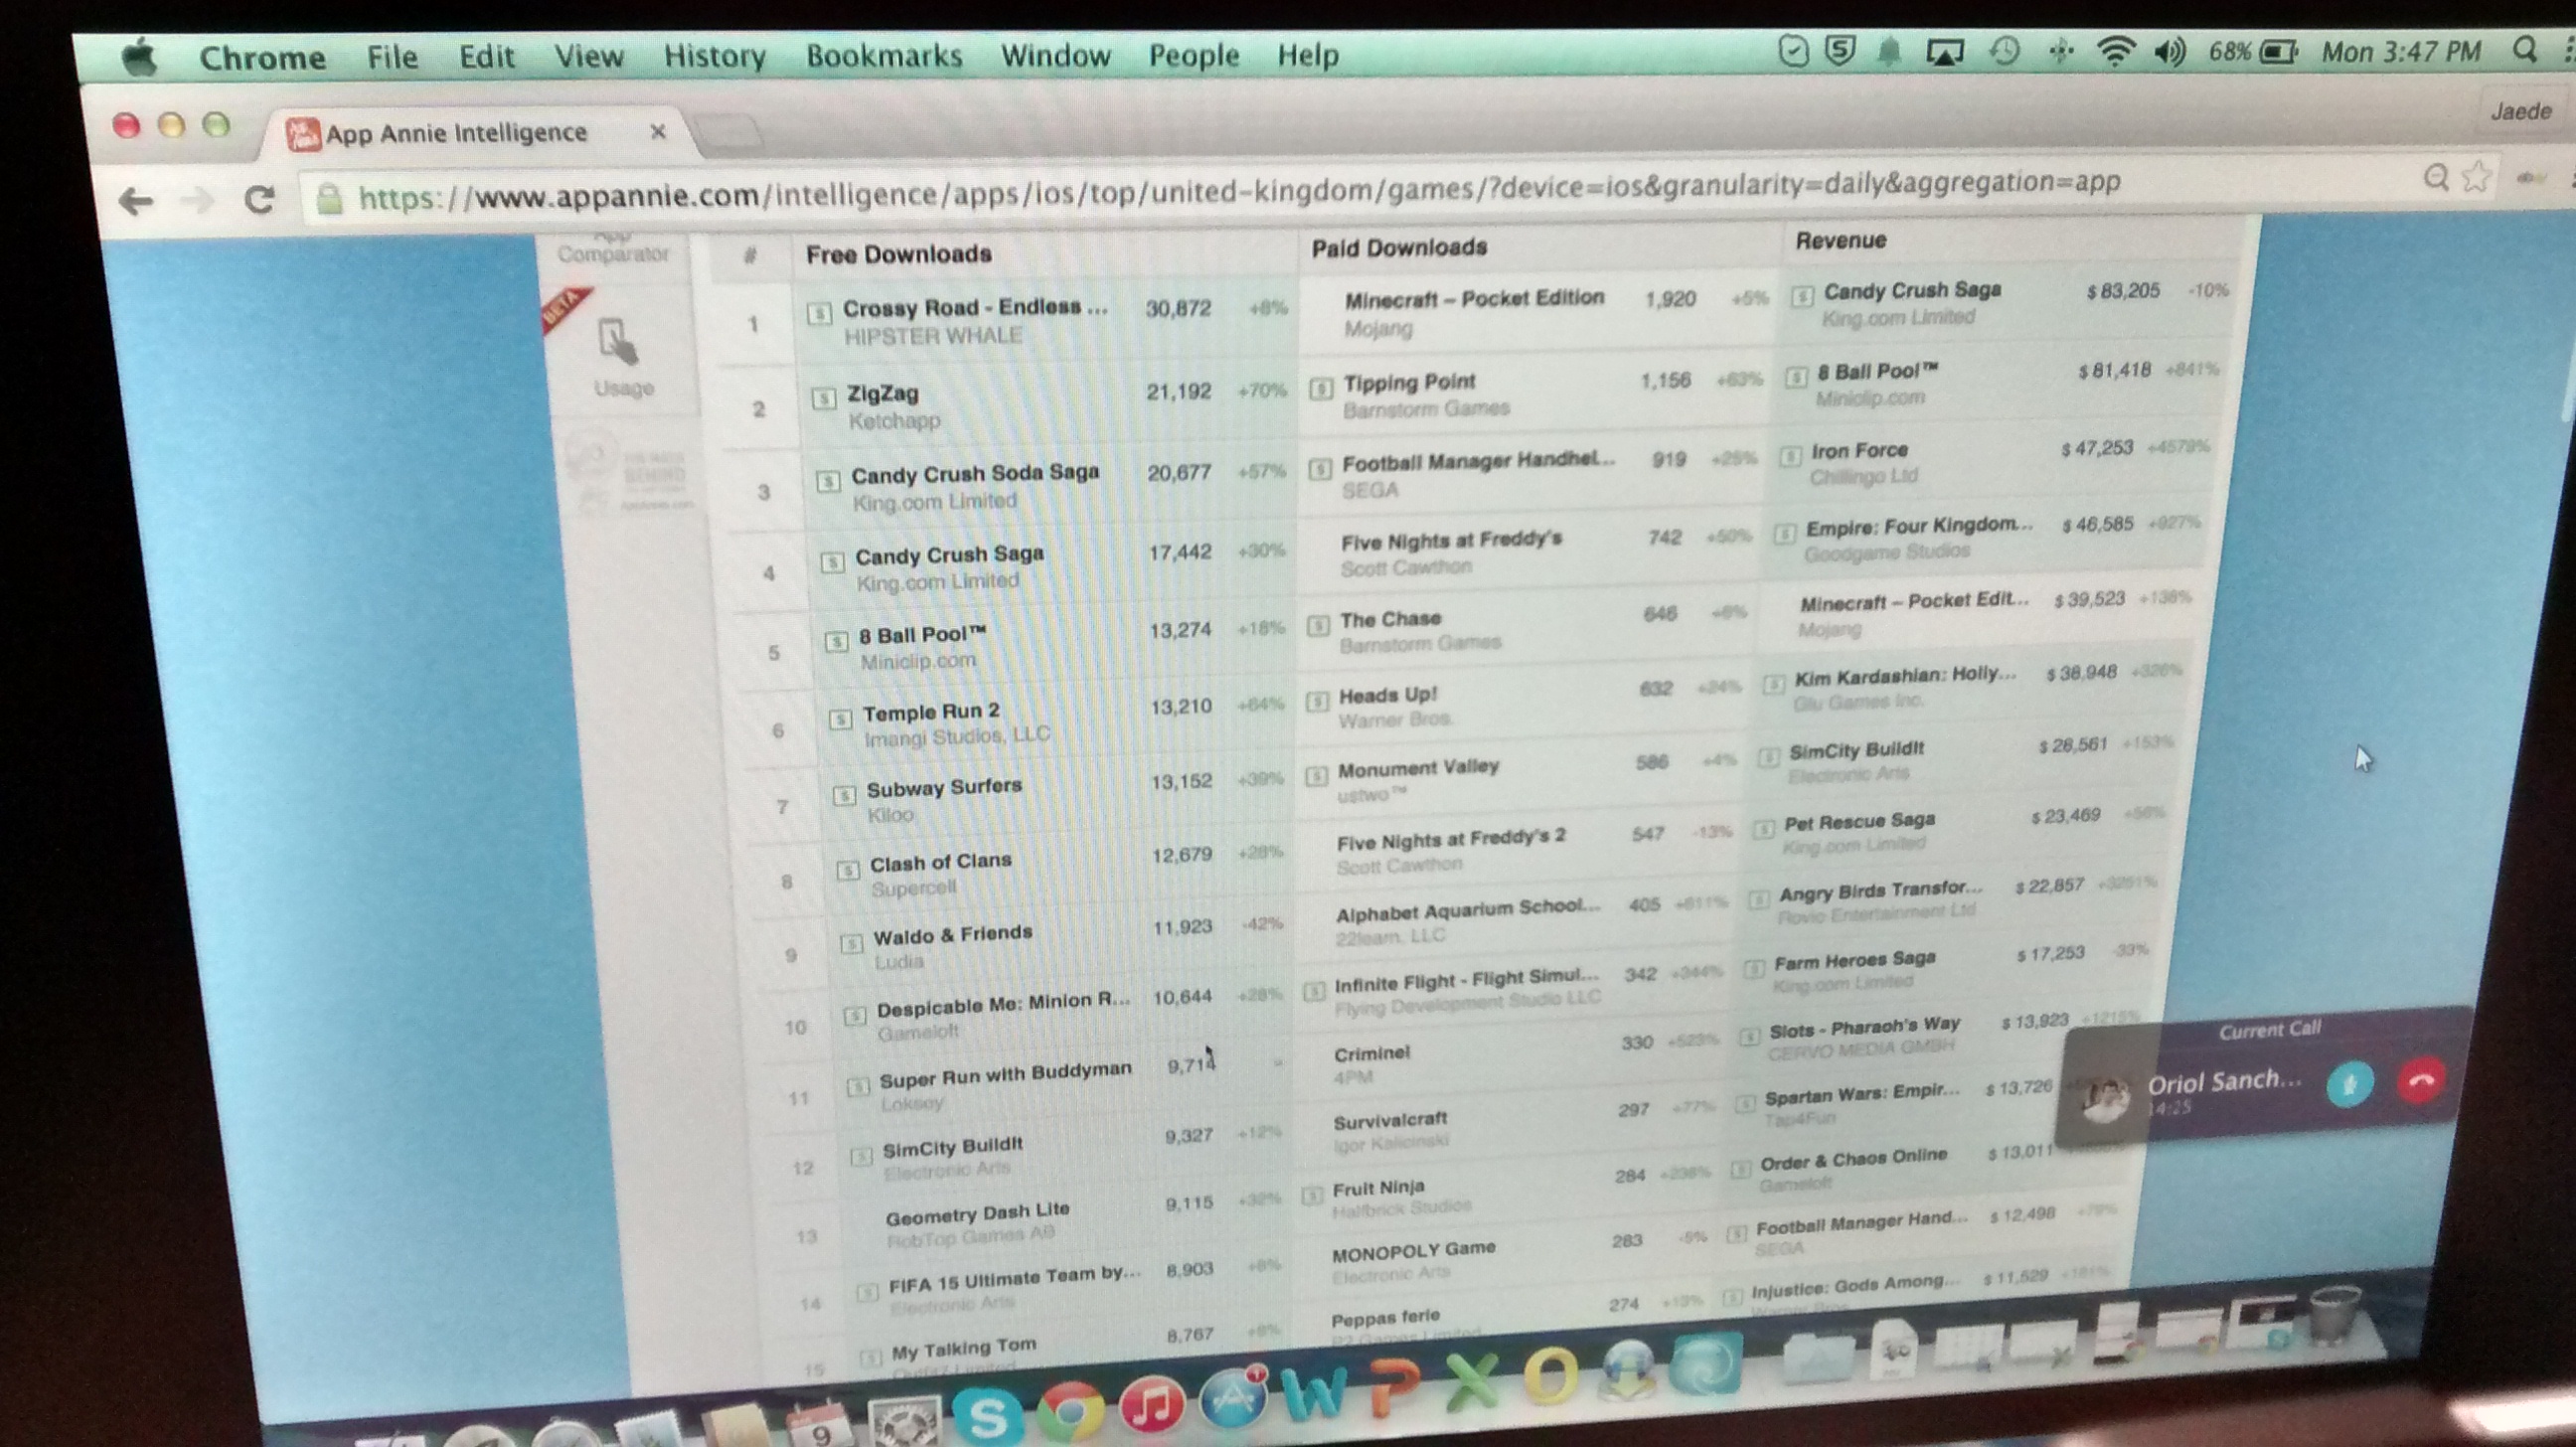 Chrome File Edit View History Bookmarks Window People Help 68% Mon 3:47 PM
App Annie Intelligence Jaede
https://www.appannie.com/intelligence/apps/ios/top/united-kingdom/games/?device=ios&granularity=daily&aggregation=app
Comparator
BETA
Usage
# Free Downloads Paid Downloads Revenue
1 Crossy Road - Endless ... 30,872 +8% Minecraft – Pocket Edition 1,920 +5% Candy Crush Saga $ 83,205 -10%
HIPSTER WHALE Mojang King.com Limited
2 ZigZag 21,192 +70% Tipping Point 1,156 +63% 8 Ball Pool™ $ 81,418 +841%
Ketchapp Barnstorm Games Miniclip.com
3 Candy Crush Soda Saga 20,677 +57% Football Manager Handhel... 919 +25% Iron Force $ 47,253 +4579%
King.com Limited SEGA Chillingo Ltd
4 Candy Crush Saga 17,442 +30% Five Nights at Freddy's 742 +50% Empire: Four Kingdom... $ 46,585 +927%
King.com Limited Scott Cawthon Goodgame Studios
5 8 Ball Pool™ 13,274 +18% The Chase 646 Minecraft – Pocket Edit... $ 39,523 +136%
Miniclip.com Barnstorm Games Mojang
6 Temple Run 2 13,210 +64% Heads Up! 632 +24% Kim Kardashian: Holly... $ 38,948 +326%
Imangi Studios, LLC Warner Bros. Glu Games Inc.
7 Subway Surfers 13,152 +39% Monument Valley 586 +4% SimCity BuildIt $ 28,561 +153%
Kiloo ustwo™ Electronic Arts
8 Clash of Clans 12,679 +28% Five Nights at Freddy's 2 547 -13% Pet Rescue Saga $ 23,469
Supercell Scott Cawthon King.com Limited
9 Waldo & Friends 11,923 -42% Alphabet Aquarium School... 405 +811% Angry Birds Transfor... $ 22,857
Ludia 22learn, LLC Rovio Entertainment Ltd
10 Despicable Me: Minion R... 10,644 +28% Infinite Flight - Flight Simul... 342 +344% Farm Heroes Saga $ 17,253 -33%
Gameloft Flying Development Studio LLC King.com Limited
11 Super Run with Buddyman 9,714 - Criminel 330 Slots - Pharaoh's Way $ 13,923
Loksey 4PM CERVO MEDIA GMBH
12 SimCity BuildIt 9,327 +12% Survivalcraft 297 +77% Spartan Wars: Empir... $ 13,726
Electronic Arts Igor Kalicinski Tap4Fun
13 Geometry Dash Lite 9,115 +32% Fruit Ninja 284 Order & Chaos Online $ 13,011
RobTop Games AB Halfbrick Studios Gameloft
14 FIFA 15 Ultimate Team by... 8,903 MONOPOLY Game 283 Football Manager Hand... $ 12,498
Electronic Arts Electronic Arts SEGA
15 My Talking Tom 8,767 Peppas ferie 274 Injustice: Gods Among... $ 11,529
Current Call
Oriol Sanch...
14:25
9